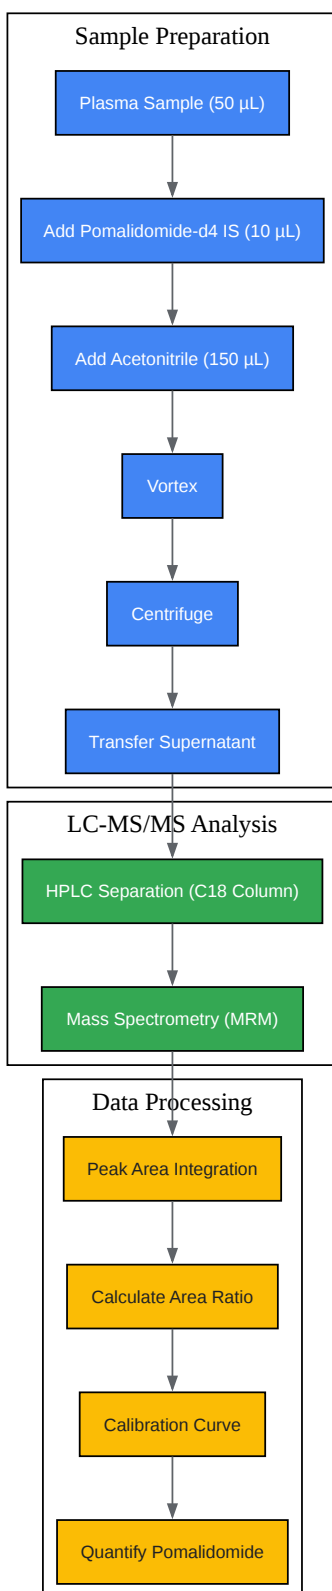 Sample Preparation
Plasma Sample (50 µL)
Add Pomalidomide-d4 IS (10 µL)
Add Acetonitrile (150 µL)
Vortex
Centrifuge
Transfer Supernatant
LC-MS/MS Analysis
HPLC Separation (C18 Column)
Mass Spectrometry (MRM)
Data Processing
Peak Area Integration
Calculate Area Ratio
Calibration Curve
Quantify Pomalidomide